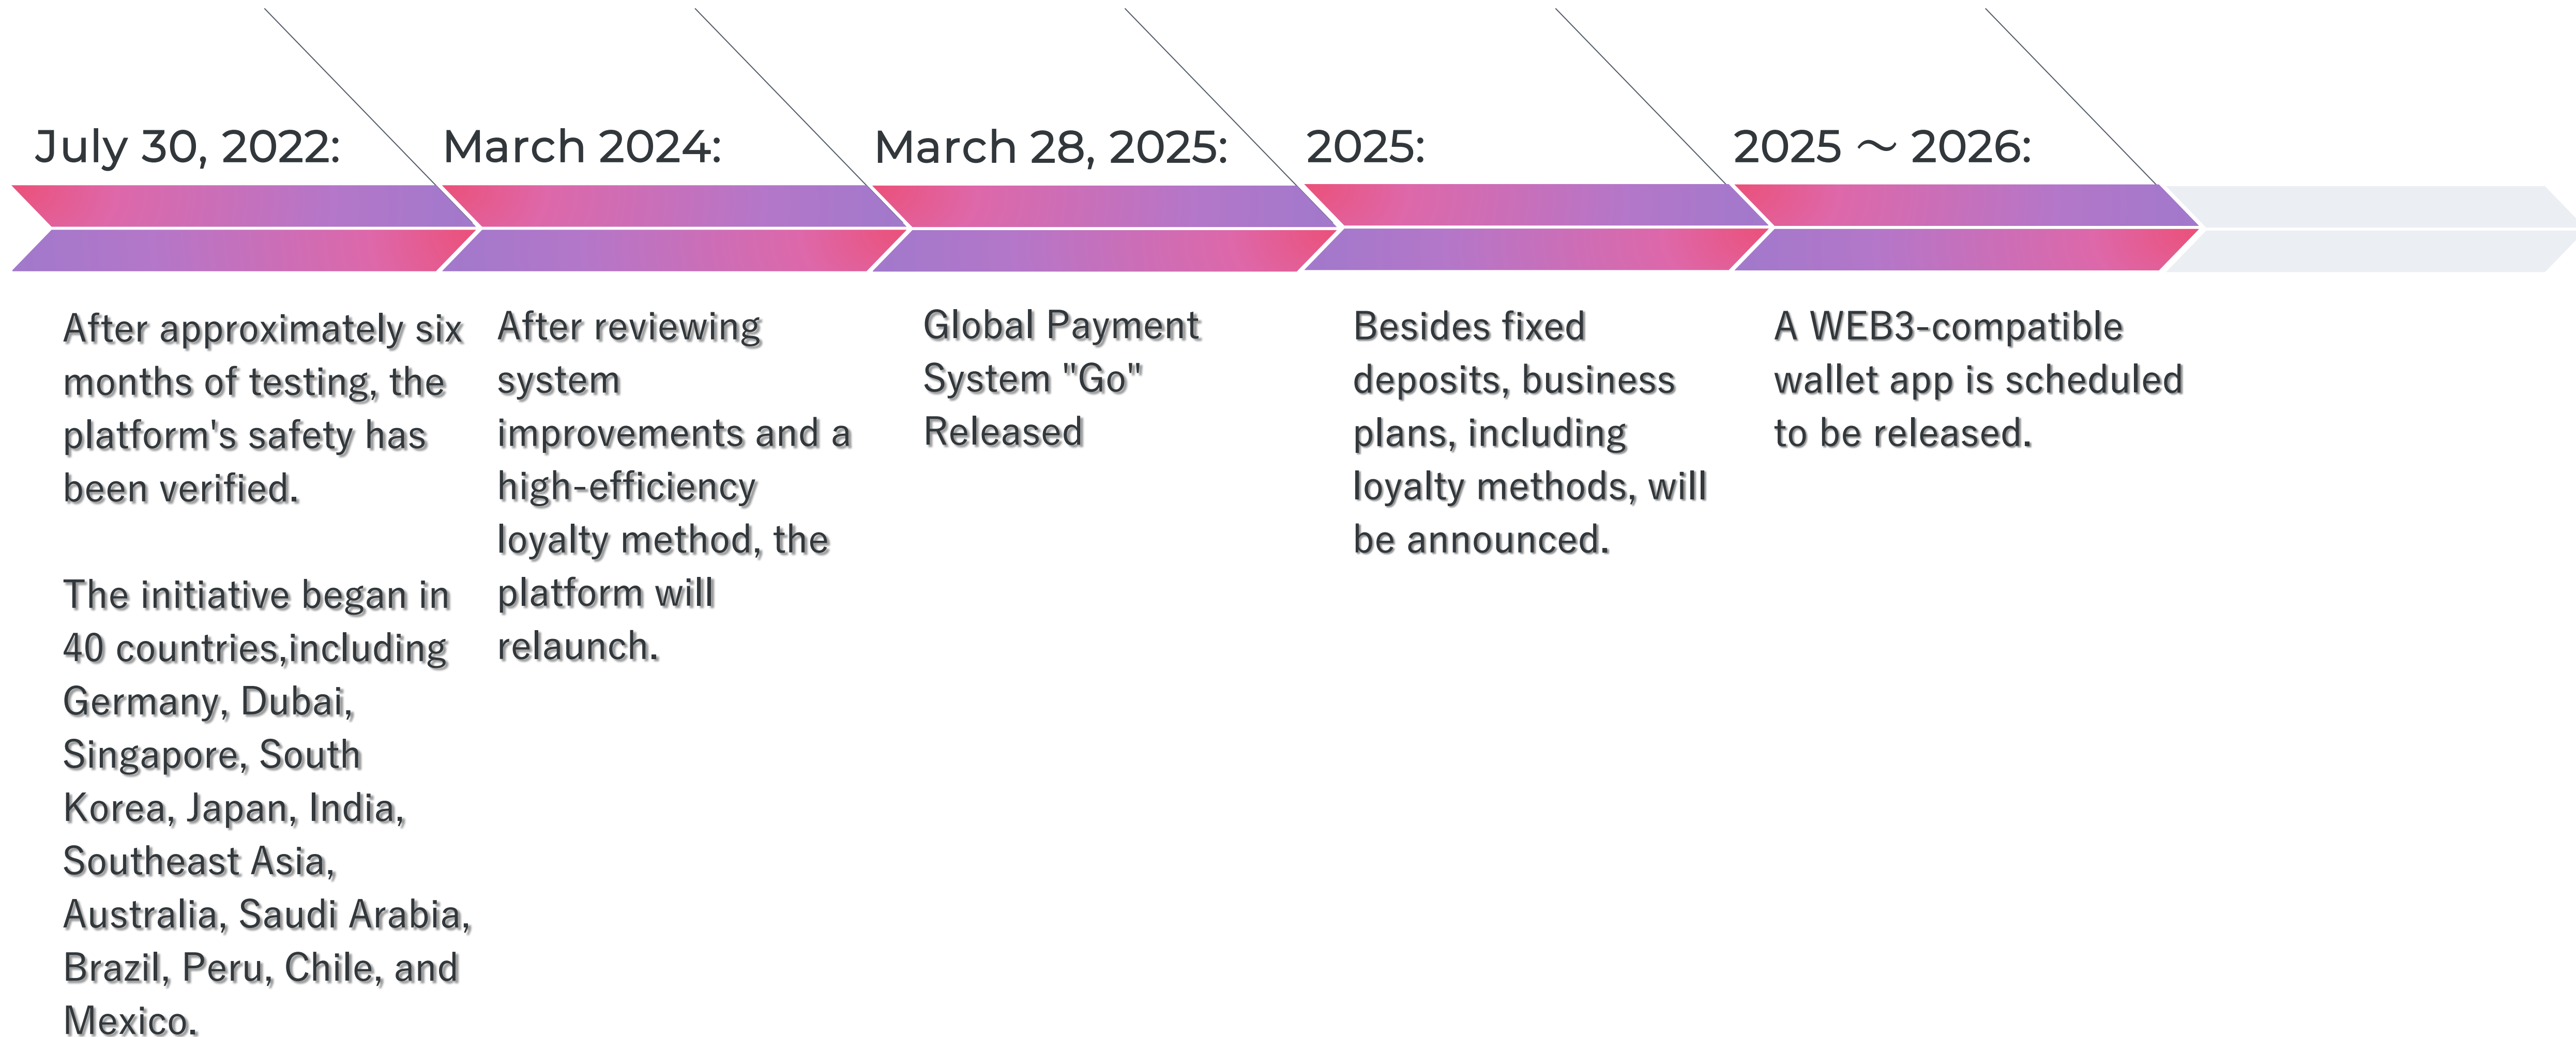 July 30, 2022:
After approximately six
months of testing, the
platform's safety has
been verified.
The initiative began in
40 countries,including
Germany, Dubai,
Singapore, South
Korea, Japan, India,
Southeast Asia,
Australia, Saudi Arabia,
Brazil, Peru, Chile, and
Mexico.
March 2024:
After reviewing
system
improvements and a
high-efficiency
loyalty method, the
platform will
relaunch.
March 28, 2025:
Global Payment
System "Go"
Released
2025:
Besides fixed
deposits, business
plans, including
loyalty methods, will
be announced.
2025 ～ 2026:
A WEB3-compatible
wallet app is scheduled
to be released.